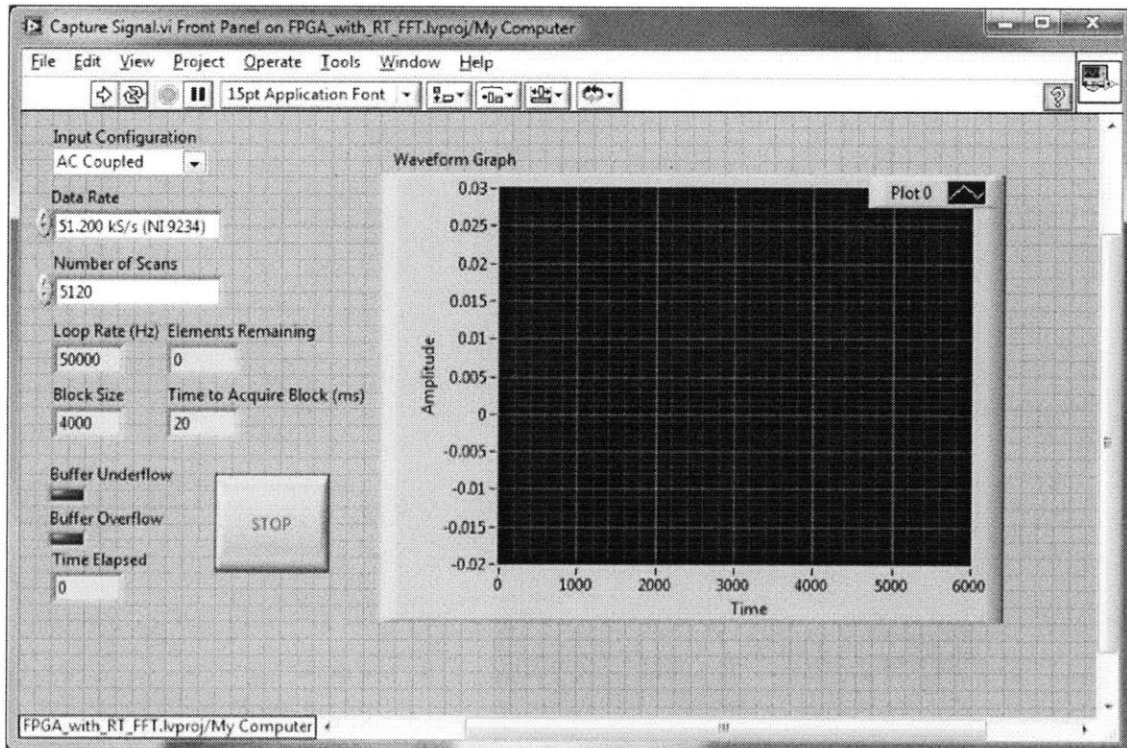 Capture Signal.vi Front Panel on FPGA_with_RT_FFT.lvproj/My Computer
File Edit View Project Operate Tools Window Help
15pt Application Font
Input Configuration
AC Coupled
Data Rate
51.200 kS/s (NI 9234)
Number of Scans
5120
Loop Rate (Hz) Elements Remaining
50000 0
Block Size Time to Acquire Block (ms)
4000 20
Buffer Underflow
Buffer Overflow
STOP
Time Elapsed
0
Waveform Graph
Plot 0
0.03
0.025
0.02
0.015
0.01
0.005
0
-0.005
-0.01
-0.015
-0.02
Amplitude
0 1000 2000 3000 4000 5000 6000
Time
FPGA_with_RT_FFT.lvproj/My Computer